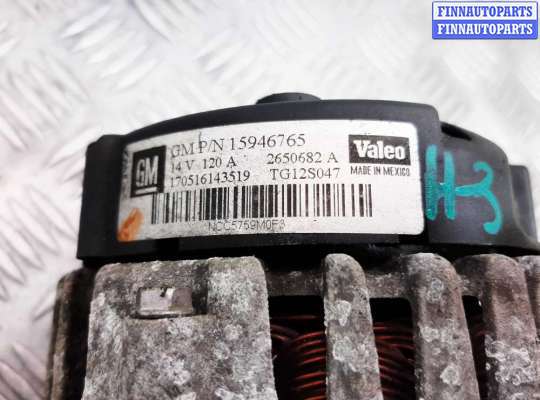 FINNAUTOPARTS
FINNAUTOPARTS
GM
GM P/N 15946765
14 V 120 A 2650682 A
170516143519 TG12S047
Valeo
MADE IN MEXICO
NCC5759M0F3
H3